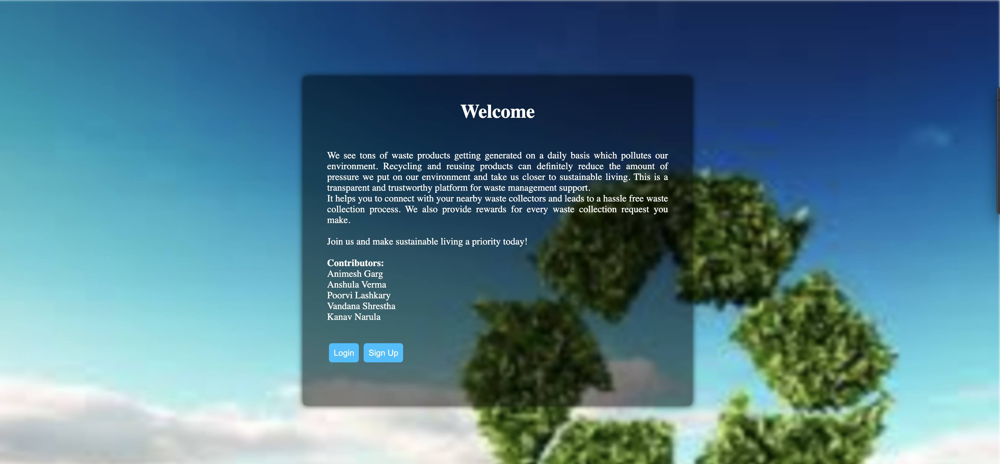 Welcome
We see tons of waste products getting generated on a daily basis which pollutes our
environment. Recycling and reusing products can definitely reduce the amount of
pressure we put on our environment and take us closer to sustainable living. This is a
transparent and trustworthy platform for waste management support.
It helps you to connect with your nearby waste collectors and leads to a hassle free waste
collection process. We also provide rewards for every waste collection request you
make.
Join us and make sustainable living a priority today!
Contributors:
Animesh Garg
Anshula Verma
Poorvi Lashkary
Vandana Shrestha
Kanav Narula
Login Sign Up